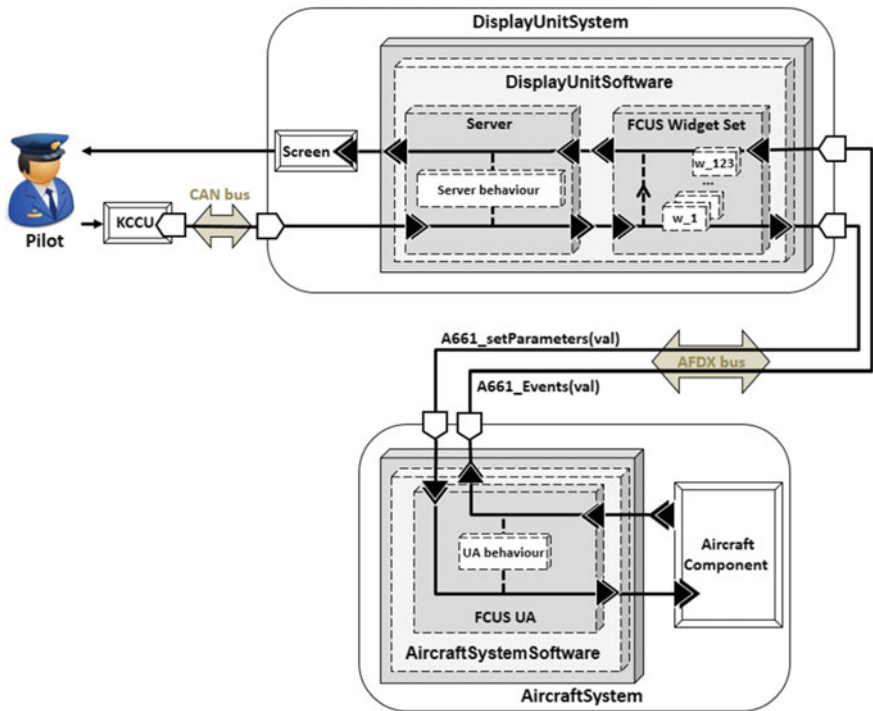 DisplayUnitSystem
DisplayUnitSoftware
Server
FCUS Widget Set
Screen
w_123
...
Server behaviour
w_1
CAN bus
KCCU
Pilot
A661_setParameters(val)
AFDX bus
A661_Events(val)
UA behaviour
Aircraft
Component
FCUS UA
AircraftSystemSoftware
AircraftSystem